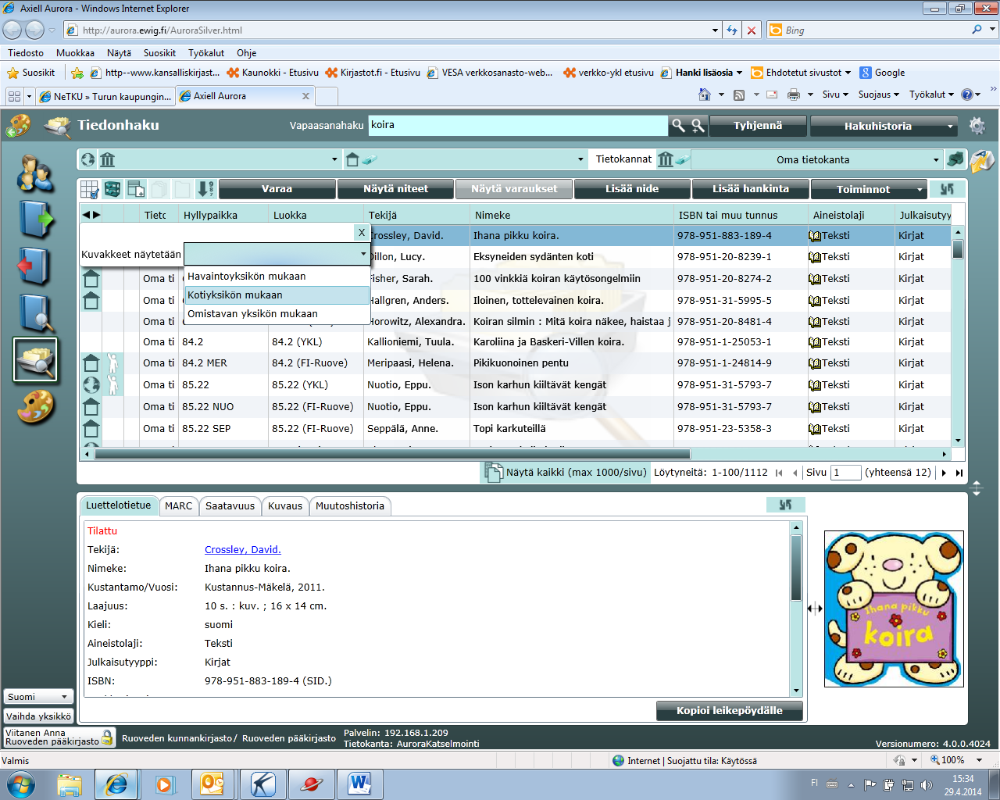 Axiell Aurora - Windows Internet Explorer
http://aurora.ewig.fi/AuroraSilver.html
Bing
Tiedosto Muokkaa Näytä Suosikit Työkalut Ohje
Suosikit http--www.kansalliskirjast... Kaunokki - Etusivu Kirjastot.fi - Etusivu VESA verkkosanasto-web... verkko-ykl etusivu Hanki lisäosia Ehdotetut sivustot Google
NeTKU » Turun kaupungin... Axiell Aurora Sivu Suojaus Työkalut
Tiedonhaku Vapaasanahaku koira Tyhjennä Hakuhistoria
Tietokannat Oma tietokanta
Varaa Näytä niteet Näytä varaukset Lisää nide Lisää hankinta Toiminnot
Tietc Hyllypaikka Luokka Tekijä Nimeke ISBN tai muu tunnus Aineistolaji Julkaisutyy
X Crossley, David. Ihana pikku koira. 978-951-883-189-4 Teksti Kirjat
Kuvakkeet näytetään Dillon, Lucy. Eksyneiden sydänten koti 978-951-20-8239-1 Teksti Kirjat
Havaintoyksikön mukaan
Oma ti Fisher, Sarah. 100 vinkkiä koiran käytösongelmiin 978-951-20-8274-2 Teksti Kirjat
Kotiyksikön mukaan
Oma ti Hallgren, Anders. Iloinen, tottelevainen koira. 978-951-31-5995-5 Teksti Kirjat
Omistavan yksikön mukaan
Oma ti Horowitz, Alexandra. Koiran silmin : Mitä koira näkee, haistaa j 978-951-20-8481-4 Teksti Kirjat
Oma ti 84.2 84.2 (YKL) Kallioniemi, Tuula. Karoliina ja Baskeri-Villen koira. 978-951-1-25053-1 Teksti Kirjat
Oma ti 84.2 MER 84.2 (FI-Ruove) Meripaasi, Helena. Pikikuonoinen pentu 978-951-1-24814-9 Teksti Kirjat
Oma ti 85.22 85.22 (YKL) Nuotio, Eppu. Ison karhun kiiltävät kengät 978-951-31-5793-7 Teksti Kirjat
Oma ti 85.22 NUO 85.22 (FI-Ruove) Nuotio, Eppu. Ison karhun kiiltävät kengät 978-951-31-5793-7 Teksti Kirjat
Oma ti 85.22 SEP 85.22 (FI-Ruove) Seppälä, Anne. Topi karkuteillä 978-951-23-5358-3 Teksti Kirjat
Näytä kaikki (max 1000/sivu) Löytyneitä: 1-100/1112 Sivu 1 (yhteensä 12)
Luettelotietue MARC Saatavuus Kuvaus Muutoshistoria
Tilattu
Tekijä: Crossley, David.
Nimeke: Ihana pikku koira.
Kustantamo/Vuosi: Kustannus-Mäkelä, 2011.
Laajuus: 10 s. : kuv. ; 16 x 14 cm.
Kieli: suomi
Aineistolaji: Teksti
Julkaisutyyppi: Kirjat
ISBN: 978-951-883-189-4 (SID.)
Ihana pikku
koira
Kopioi leikepöydälle
Suomi
Vaihda yksikkö
Viitanen Anna
Ruoveden pääkirjasto
Ruoveden kunnankirjasto / Ruoveden pääkirjasto
Palvelin: 192.168.1.209
Tietokanta: AuroraKatselmointi
Versionumero: 4.0.0.4024
Valmis Internet | Suojattu tila: Käytössä 100%
FI 15:34
29.4.2014